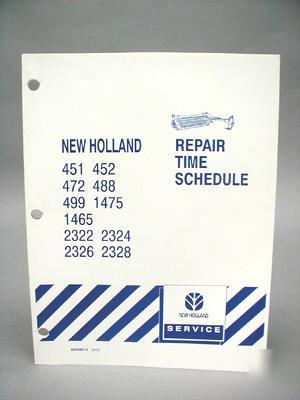 NEW HOLLAND
451 452
472 488
499 1475
1465
2322 2324
2326 2328
REPAIR
TIME
SCHEDULE
NEW HOLLAND
SERVICE